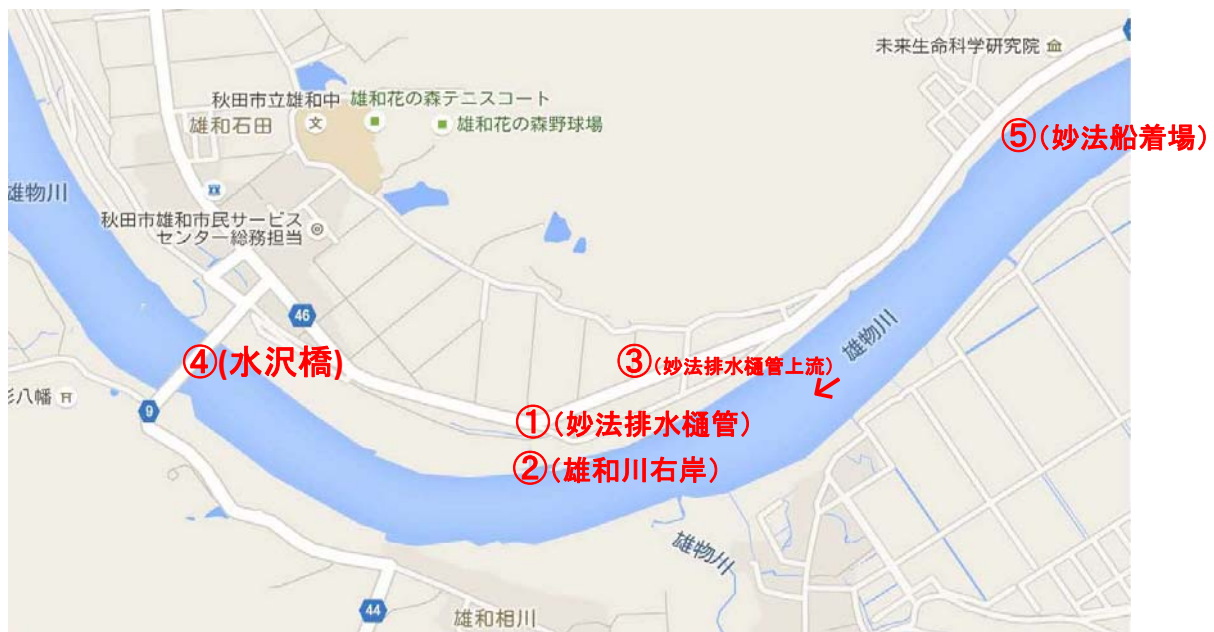 未来生命科学研究院
秋田市立雄和中
雄和花の森テニスコート
雄和石田
文
雄和花の森野球場
⑤(妙法船着場)
雄物川
秋田市雄和市民サービス
センター総務担当
46
雄物川
④(水沢橋)
③(妙法排水樋管上流)
彡八幡
9
①(妙法排水樋管)
②(雄和川右岸)
雄物川
44
雄和相川